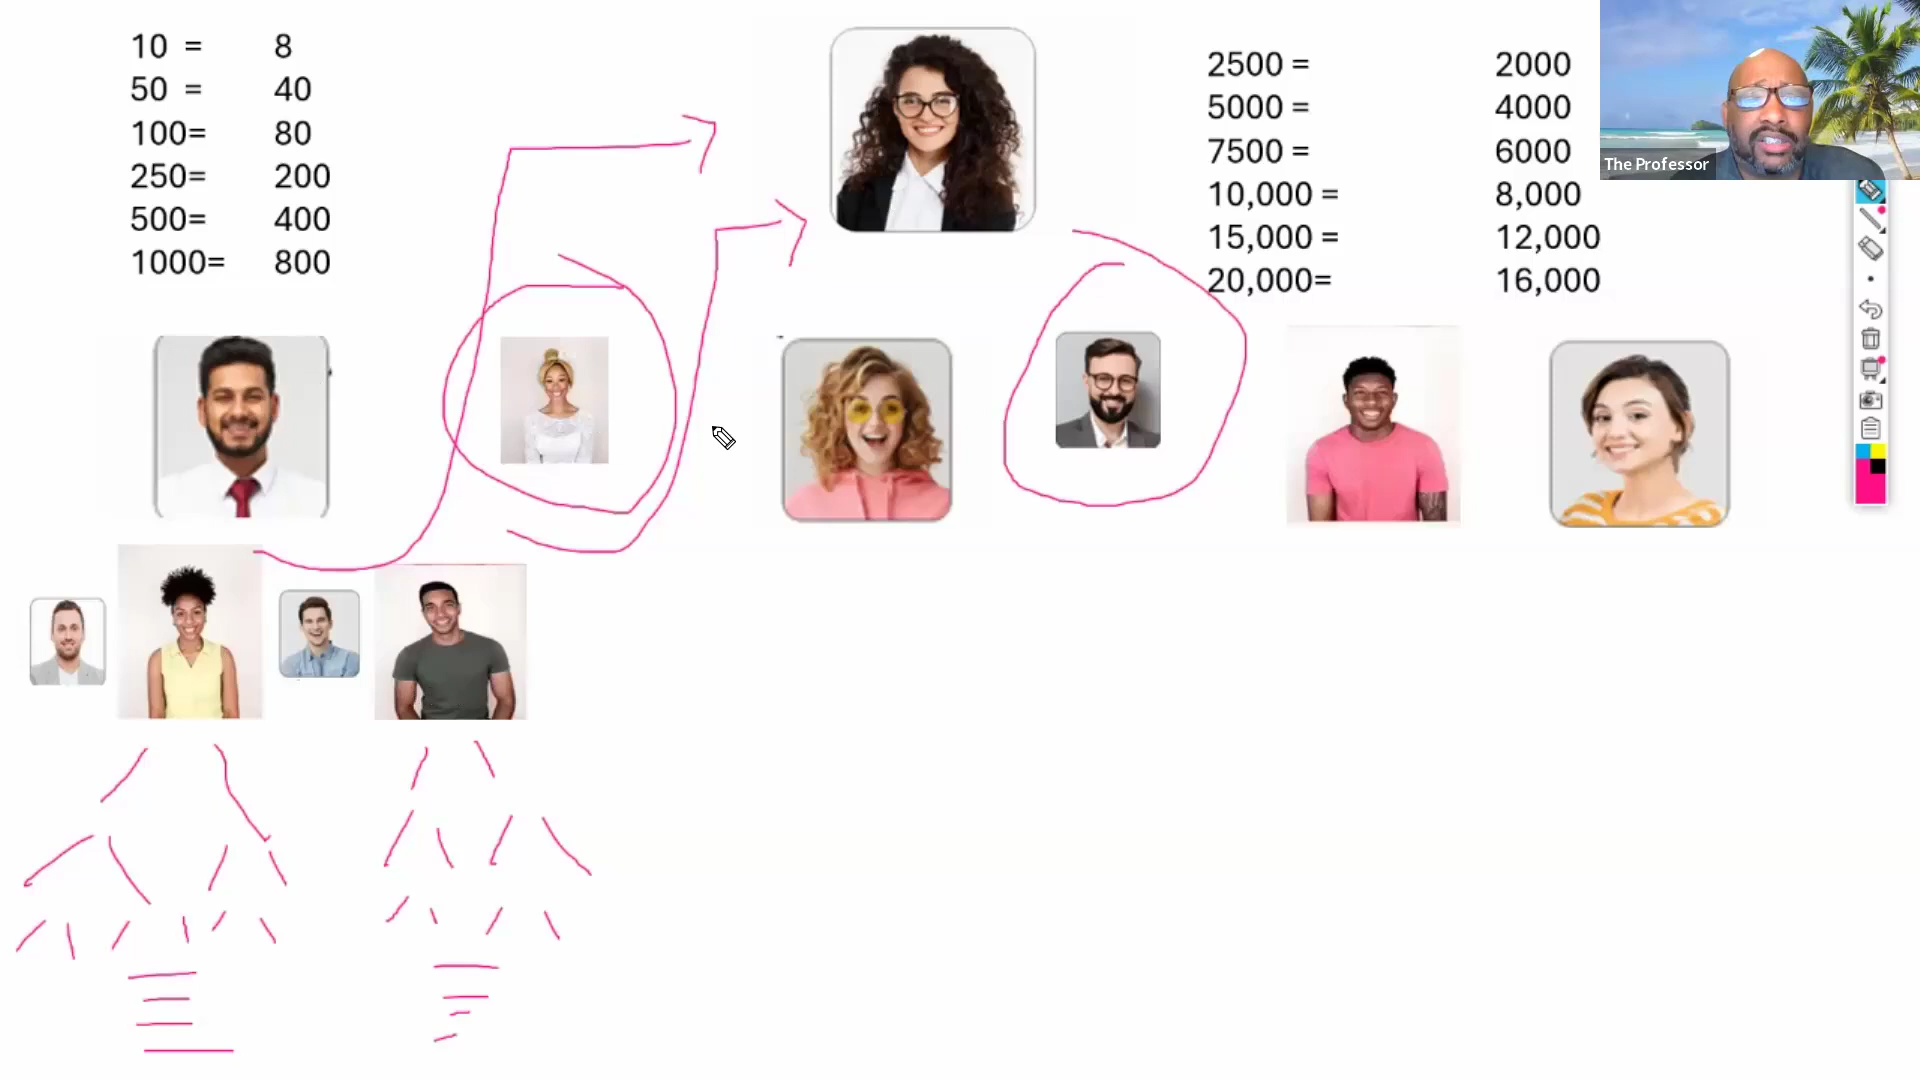 10 = 8
50 = 40
100= 80
250= 200
500= 400
1000= 800
2500 = 2000
5000 = 4000
7500 = 6000
10,000 = 8,000
15,000 = 12,000
20,000= 16,000
The Professor